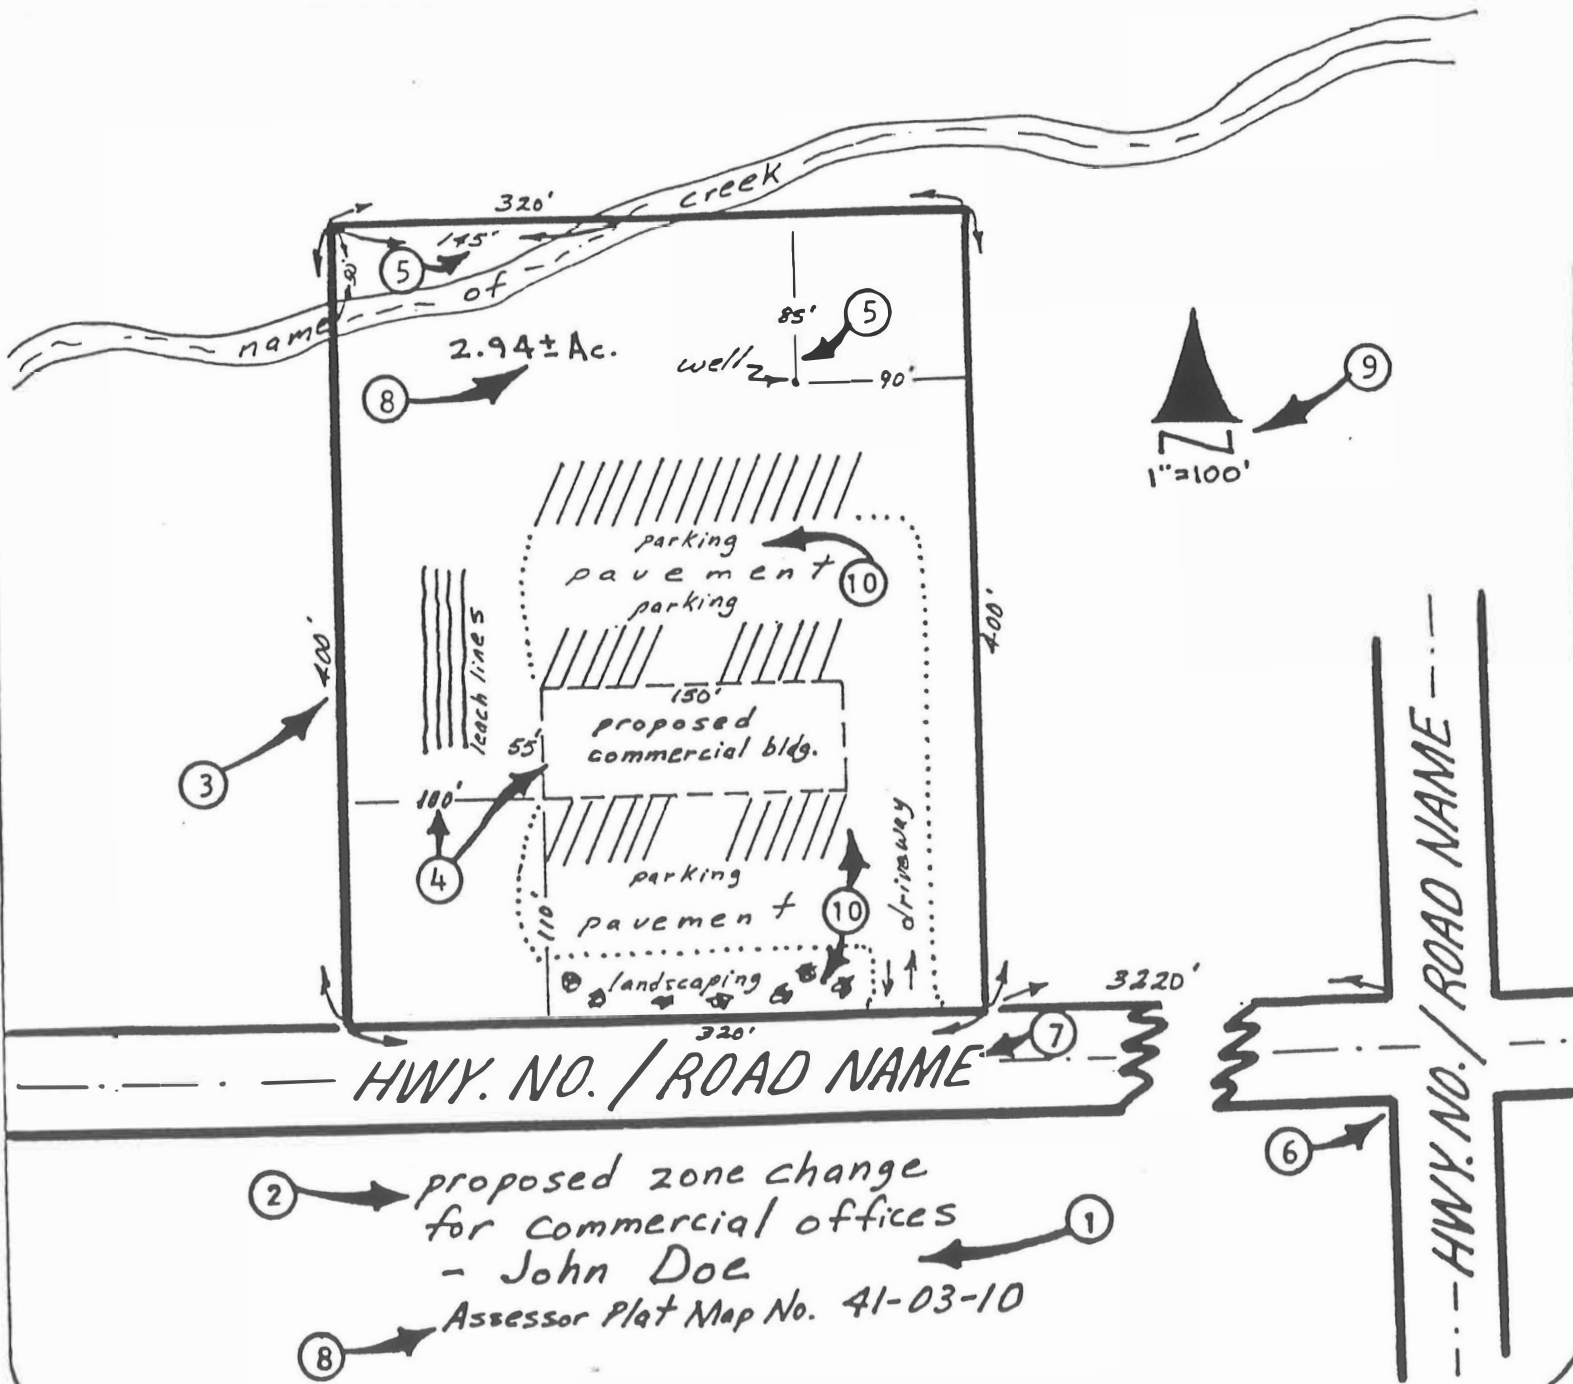 320'
creek
145'
5
of
name
2.94± Ac.
8
85'
5
well
90'
9
N
1"=100'
parking
pavement
10
parking
400'
leach lines
400'
150'
proposed
commercial bldg.
55'
3
100'
4
parking
pavement
110'
10
driveway
landscaping
320'
3220'
7
HWY. NO. / ROAD NAME
HWY. NO. / ROAD NAME
6
2
proposed zone change
for commercial offices
1
- John Doe
Assessor Plat Map No. 41-03-10
8